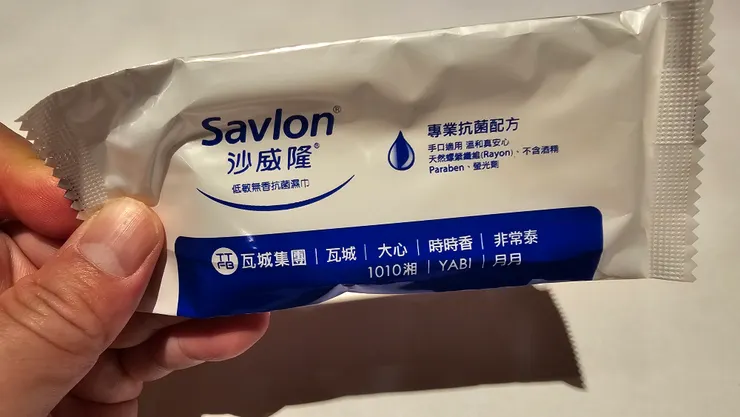 Savlon®
沙威隆®
低敏無香抗菌濕巾
專業抗菌配方
手口適用 溫和真安心
天然螺縈纖維(Rayon)、不含酒精
Paraben、螢光劑
TTFB 瓦城集團 | 瓦城 | 大心 | 時時香 | 非常泰
1010湘 | YABI | 月月